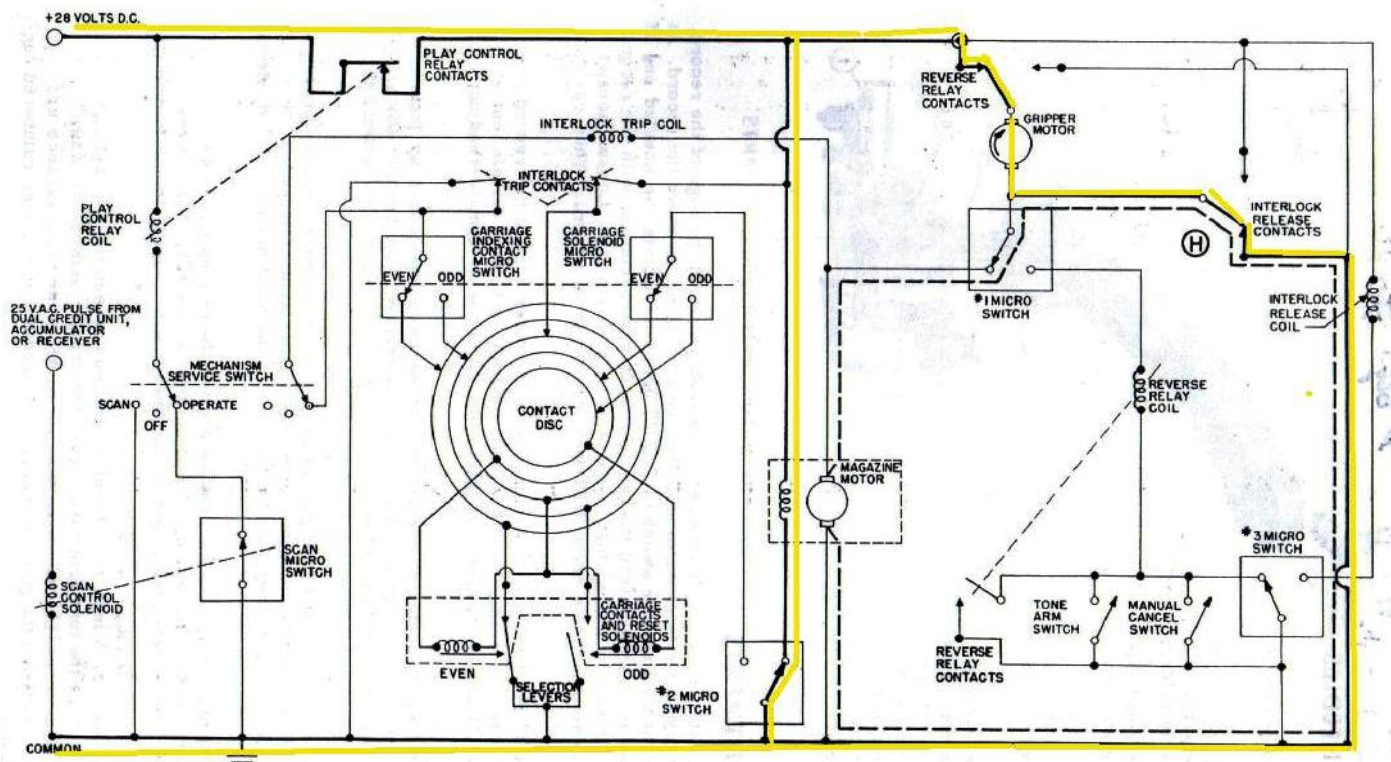 +28 VOLTS D.C.
PLAY CONTROL
RELAY
CONTACTS
REVERSE
RELAY
CONTACTS
GRIPPER
MOTOR
INTERLOCK TRIP COIL
INTERLOCK
TRIP CONTACTS
PLAY
CONTROL
RELAY
COIL
CARRIAGE
INDEXING
CONTACT
MICRO
SWITCH
CARRIAGE
SOLENOID
MICRO
SWITCH
EVEN
ODD
EVEN
ODD
INTERLOCK
RELEASE
CONTACTS
H
#1 MICRO
SWITCH
INTERLOCK
RELEASE
COIL
25 V.A.C. PULSE FROM
DUAL CREDIT UNIT,
ACCUMULATOR
OR RECEIVER
MECHANISM
SERVICE SWITCH
SCAN
OFF
OPERATE
CONTACT
DISC
REVERSE
RELAY
COIL
MAGAZINE
MOTOR
SCAN
MICRO
SWITCH
SCAN
CONTROL
SOLENOID
#3 MICRO
SWITCH
CARRIAGE
CONTACTS
AND RESET
SOLENOIDS
EVEN
ODD
SELECTION
LEVERS
#2 MICRO
SWITCH
TONE
ARM
SWITCH
MANUAL
CANCEL
SWITCH
REVERSE
RELAY
CONTACTS
COMMON